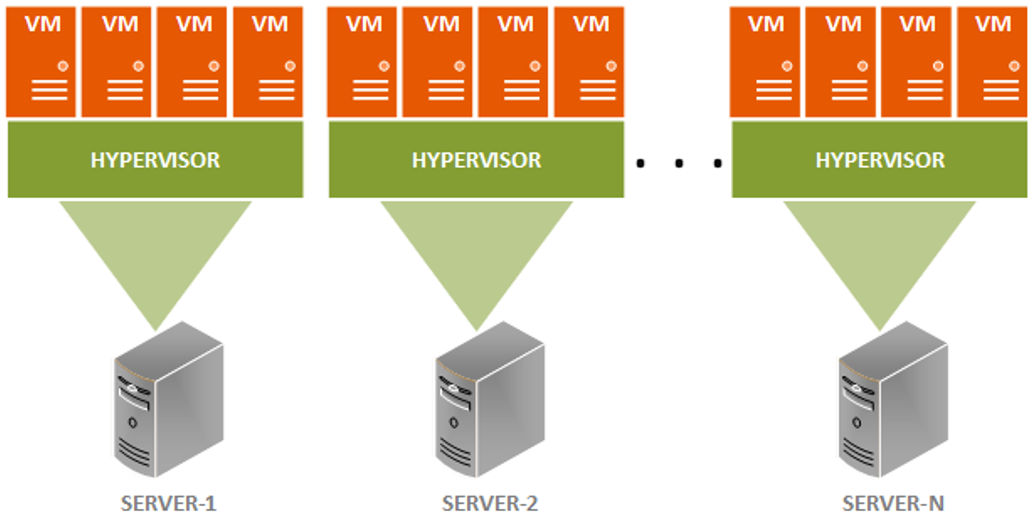 VM VM VM VM VM VM VM VM VM VM VM VM
HYPERVISOR HYPERVISOR . . . HYPERVISOR
SERVER-1 SERVER-2 SERVER-N